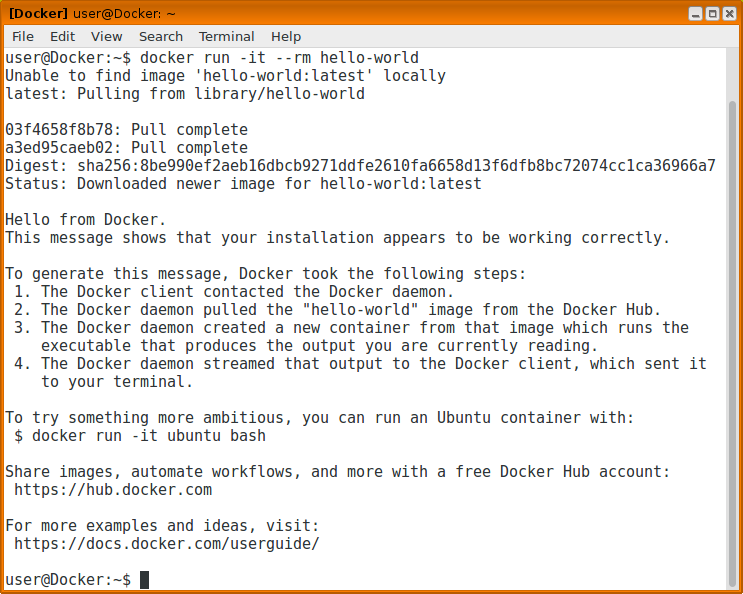 [Docker] user@Docker: ~
File Edit View Search Terminal Help
user@Docker:~$ docker run -it --rm hello-world
Unable to find image 'hello-world:latest' locally
latest: Pulling from library/hello-world

03f4658f8b78: Pull complete
a3ed95caeb02: Pull complete
Digest: sha256:8be990ef2aeb16dbcb9271ddfe2610fa6658d13f6dfb8bc72074cc1ca36966a7
Status: Downloaded newer image for hello-world:latest

Hello from Docker.
This message shows that your installation appears to be working correctly.

To generate this message, Docker took the following steps:
 1. The Docker client contacted the Docker daemon.
 2. The Docker daemon pulled the "hello-world" image from the Docker Hub.
 3. The Docker daemon created a new container from that image which runs the
    executable that produces the output you are currently reading.
 4. The Docker daemon streamed that output to the Docker client, which sent it
    to your terminal.

To try something more ambitious, you can run an Ubuntu container with:
 $ docker run -it ubuntu bash

Share images, automate workflows, and more with a free Docker Hub account:
 https://hub.docker.com

For more examples and ideas, visit:
 https://docs.docker.com/userguide/

user@Docker:~$